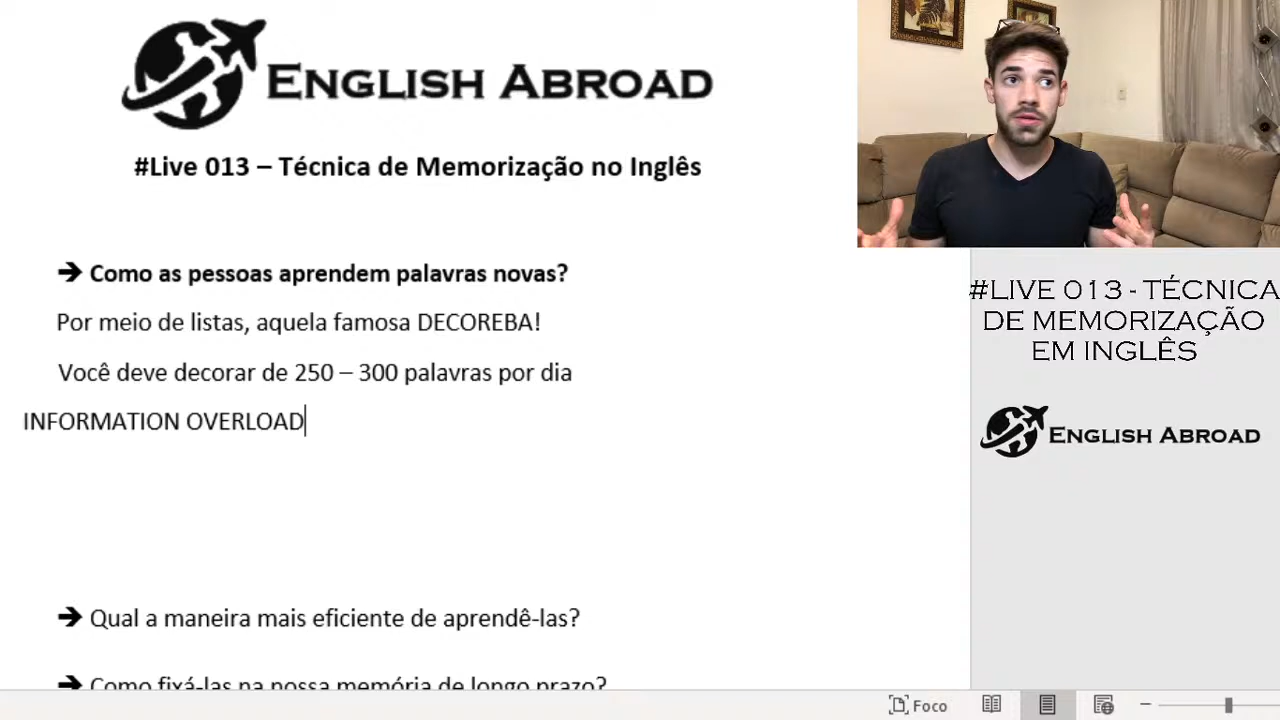 ENGLISH ABROAD
#Live 013 – Técnica de Memorização no Inglês
➔ Como as pessoas aprendem palavras novas?
Por meio de listas, aquela famosa DECOREBA!
Você deve decorar de 250 – 300 palavras por dia
INFORMATION OVERLOAD
➔ Qual a maneira mais eficiente de aprendê-las?
➔ Como fixá-las na nossa memória de longo prazo?
#LIVE 013 - TÉCNICA
DE MEMORIZAÇÃO
EM INGLÊS
ENGLISH ABROAD
Foco